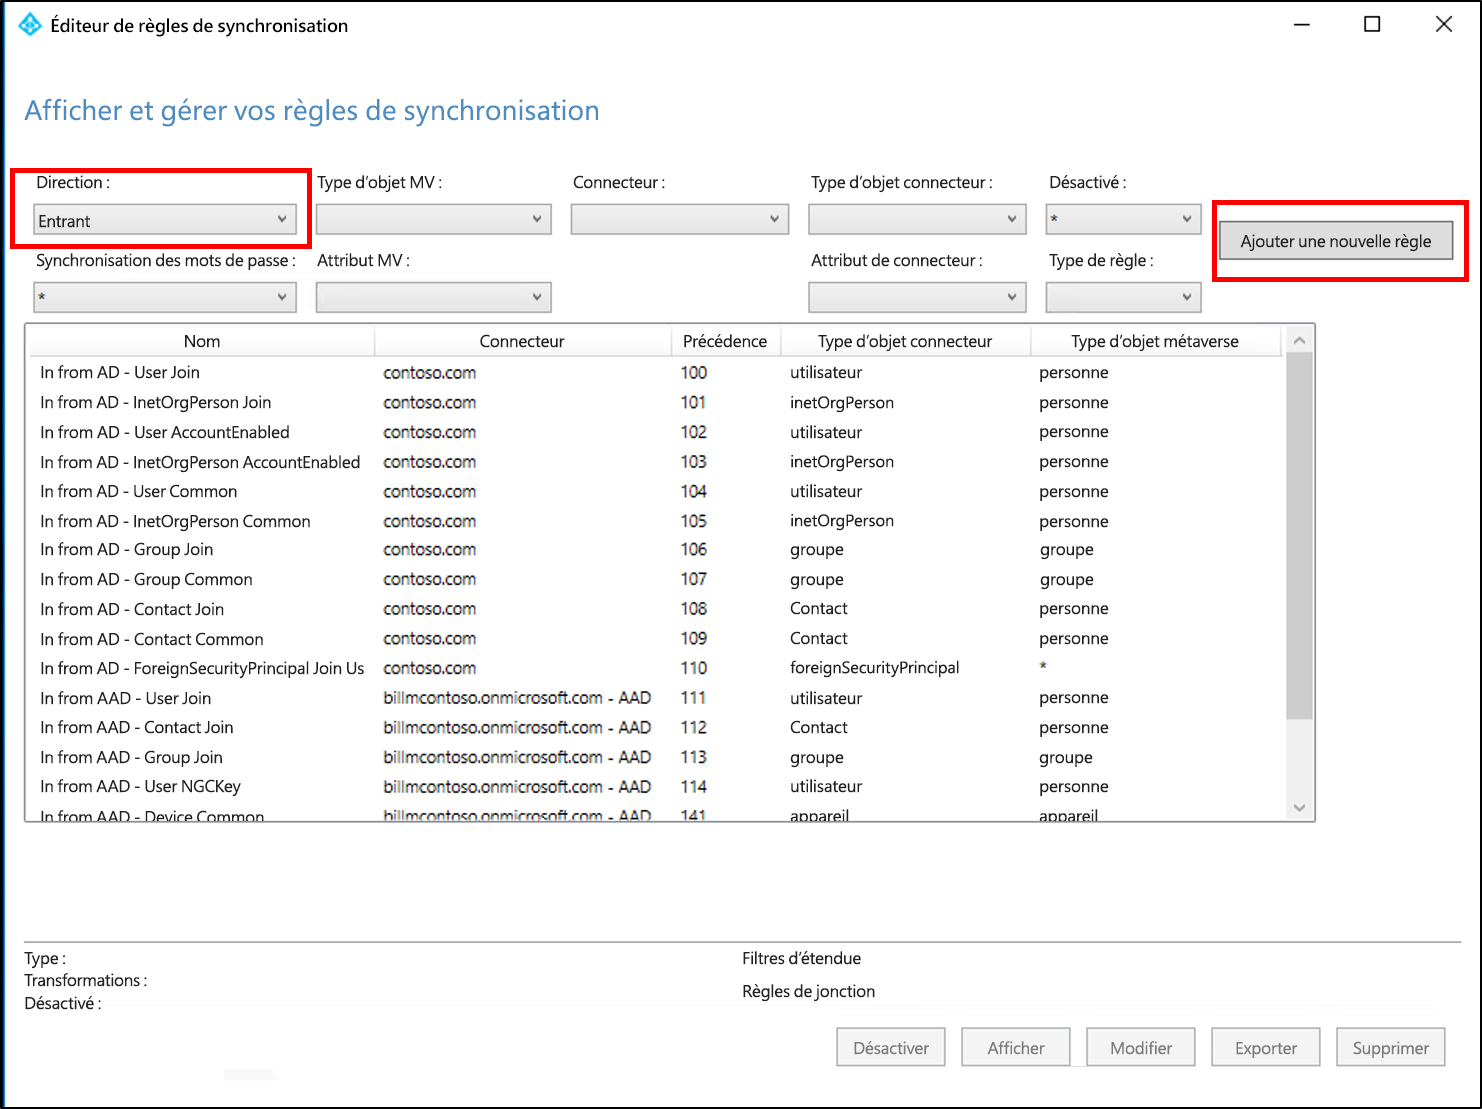 Éditeur de règles de synchronisation
Afficher et gérer vos règles de synchronisation
Direction : Type d'objet MV : Connecteur : Type d'objet connecteur : Désactivé :
Entrant *
Ajouter une nouvelle règle
Synchronisation des mots de passe : Attribut MV : Attribut de connecteur : Type de règle :
*
Nom Connecteur Précédence Type d'objet connecteur Type d'objet métaverse
In from AD - User Join contoso.com 100 utilisateur personne
In from AD - InetOrgPerson Join contoso.com 101 inetOrgPerson personne
In from AD - User AccountEnabled contoso.com 102 utilisateur personne
In from AD - InetOrgPerson AccountEnabled contoso.com 103 inetOrgPerson personne
In from AD - User Common contoso.com 104 utilisateur personne
In from AD - InetOrgPerson Common contoso.com 105 inetOrgPerson personne
In from AD - Group Join contoso.com 106 groupe groupe
In from AD - Group Common contoso.com 107 groupe groupe
In from AD - Contact Join contoso.com 108 Contact personne
In from AD - Contact Common contoso.com 109 Contact personne
In from AD - ForeignSecurityPrincipal Join Us contoso.com 110 foreignSecurityPrincipal *
In from AAD - User Join billmcontoso.onmicrosoft.com - AAD 111 utilisateur personne
In from AAD - Contact Join billmcontoso.onmicrosoft.com - AAD 112 Contact personne
In from AAD - Group Join billmcontoso.onmicrosoft.com - AAD 113 groupe groupe
In from AAD - User NGCKey billmcontoso.onmicrosoft.com - AAD 114 utilisateur personne
In from AAD - Device Common billmcontoso.onmicrosoft.com - AAD 141 appareil appareil
Type : Filtres d'étendue
Transformations :
Règles de jonction
Désactivé :
Désactiver Afficher Modifier Exporter Supprimer